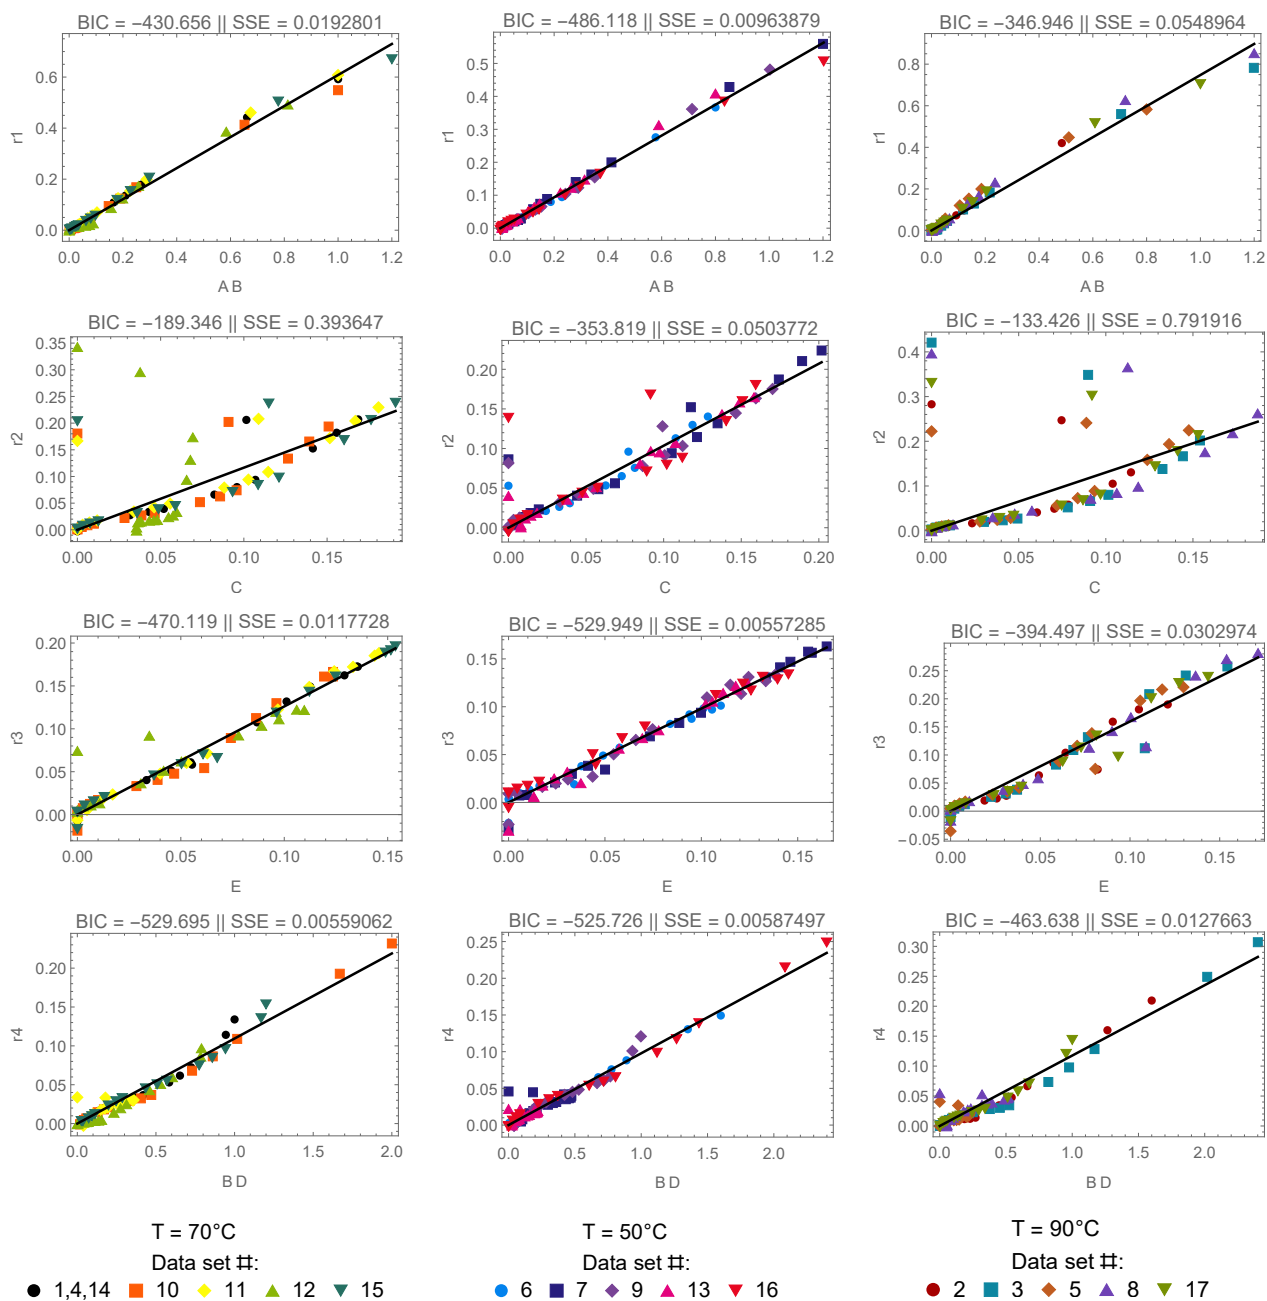 BIC = −430.656 || SSE = 0.0192801
BIC = −486.118 || SSE = 0.00963879
BIC = −346.946 || SSE = 0.0548964
r1
0.6
0.4
0.2
0.0
0.0 0.2 0.4 0.6 0.8 1.0 1.2
A B
r1
0.5
0.4
0.3
0.2
0.1
0.0
0.0 0.2 0.4 0.6 0.8 1.0 1.2
A B
r1
0.8
0.6
0.4
0.2
0.0
0.0 0.2 0.4 0.6 0.8 1.0 1.2
A B
BIC = −189.346 || SSE = 0.393647
BIC = −353.819 || SSE = 0.0503772
BIC = −133.426 || SSE = 0.791916
r2
0.35
0.30
0.25
0.20
0.15
0.10
0.05
0.00
0.00 0.05 0.10 0.15
C
r2
0.20
0.15
0.10
0.05
0.00
0.00 0.05 0.10 0.15 0.20
C
r2
0.4
0.3
0.2
0.1
0.0
0.00 0.05 0.10 0.15
C
BIC = −470.119 || SSE = 0.0117728
BIC = −529.949 || SSE = 0.00557285
BIC = −394.497 || SSE = 0.0302974
r3
0.20
0.15
0.10
0.05
0.00
0.00 0.05 0.10 0.15
E
r3
0.15
0.10
0.05
0.00
0.00 0.05 0.10 0.15
E
r3
0.25
0.20
0.15
0.10
0.05
0.00
−0.05
0.00 0.05 0.10 0.15
E
BIC = −529.695 || SSE = 0.00559062
BIC = −525.726 || SSE = 0.00587497
BIC = −463.638 || SSE = 0.0127663
r4
0.20
0.15
0.10
0.05
0.00
0.0 0.5 1.0 1.5 2.0
B D
r4
0.25
0.20
0.15
0.10
0.05
0.00
0.0 0.5 1.0 1.5 2.0
B D
r4
0.30
0.25
0.20
0.15
0.10
0.05
0.00
0.0 0.5 1.0 1.5 2.0
B D
T = 70°C
Data set #:
1,4,14 10 11 12 15
T = 50°C
Data set #:
6 7 9 13 16
T = 90°C
Data set #:
2 3 5 8 17